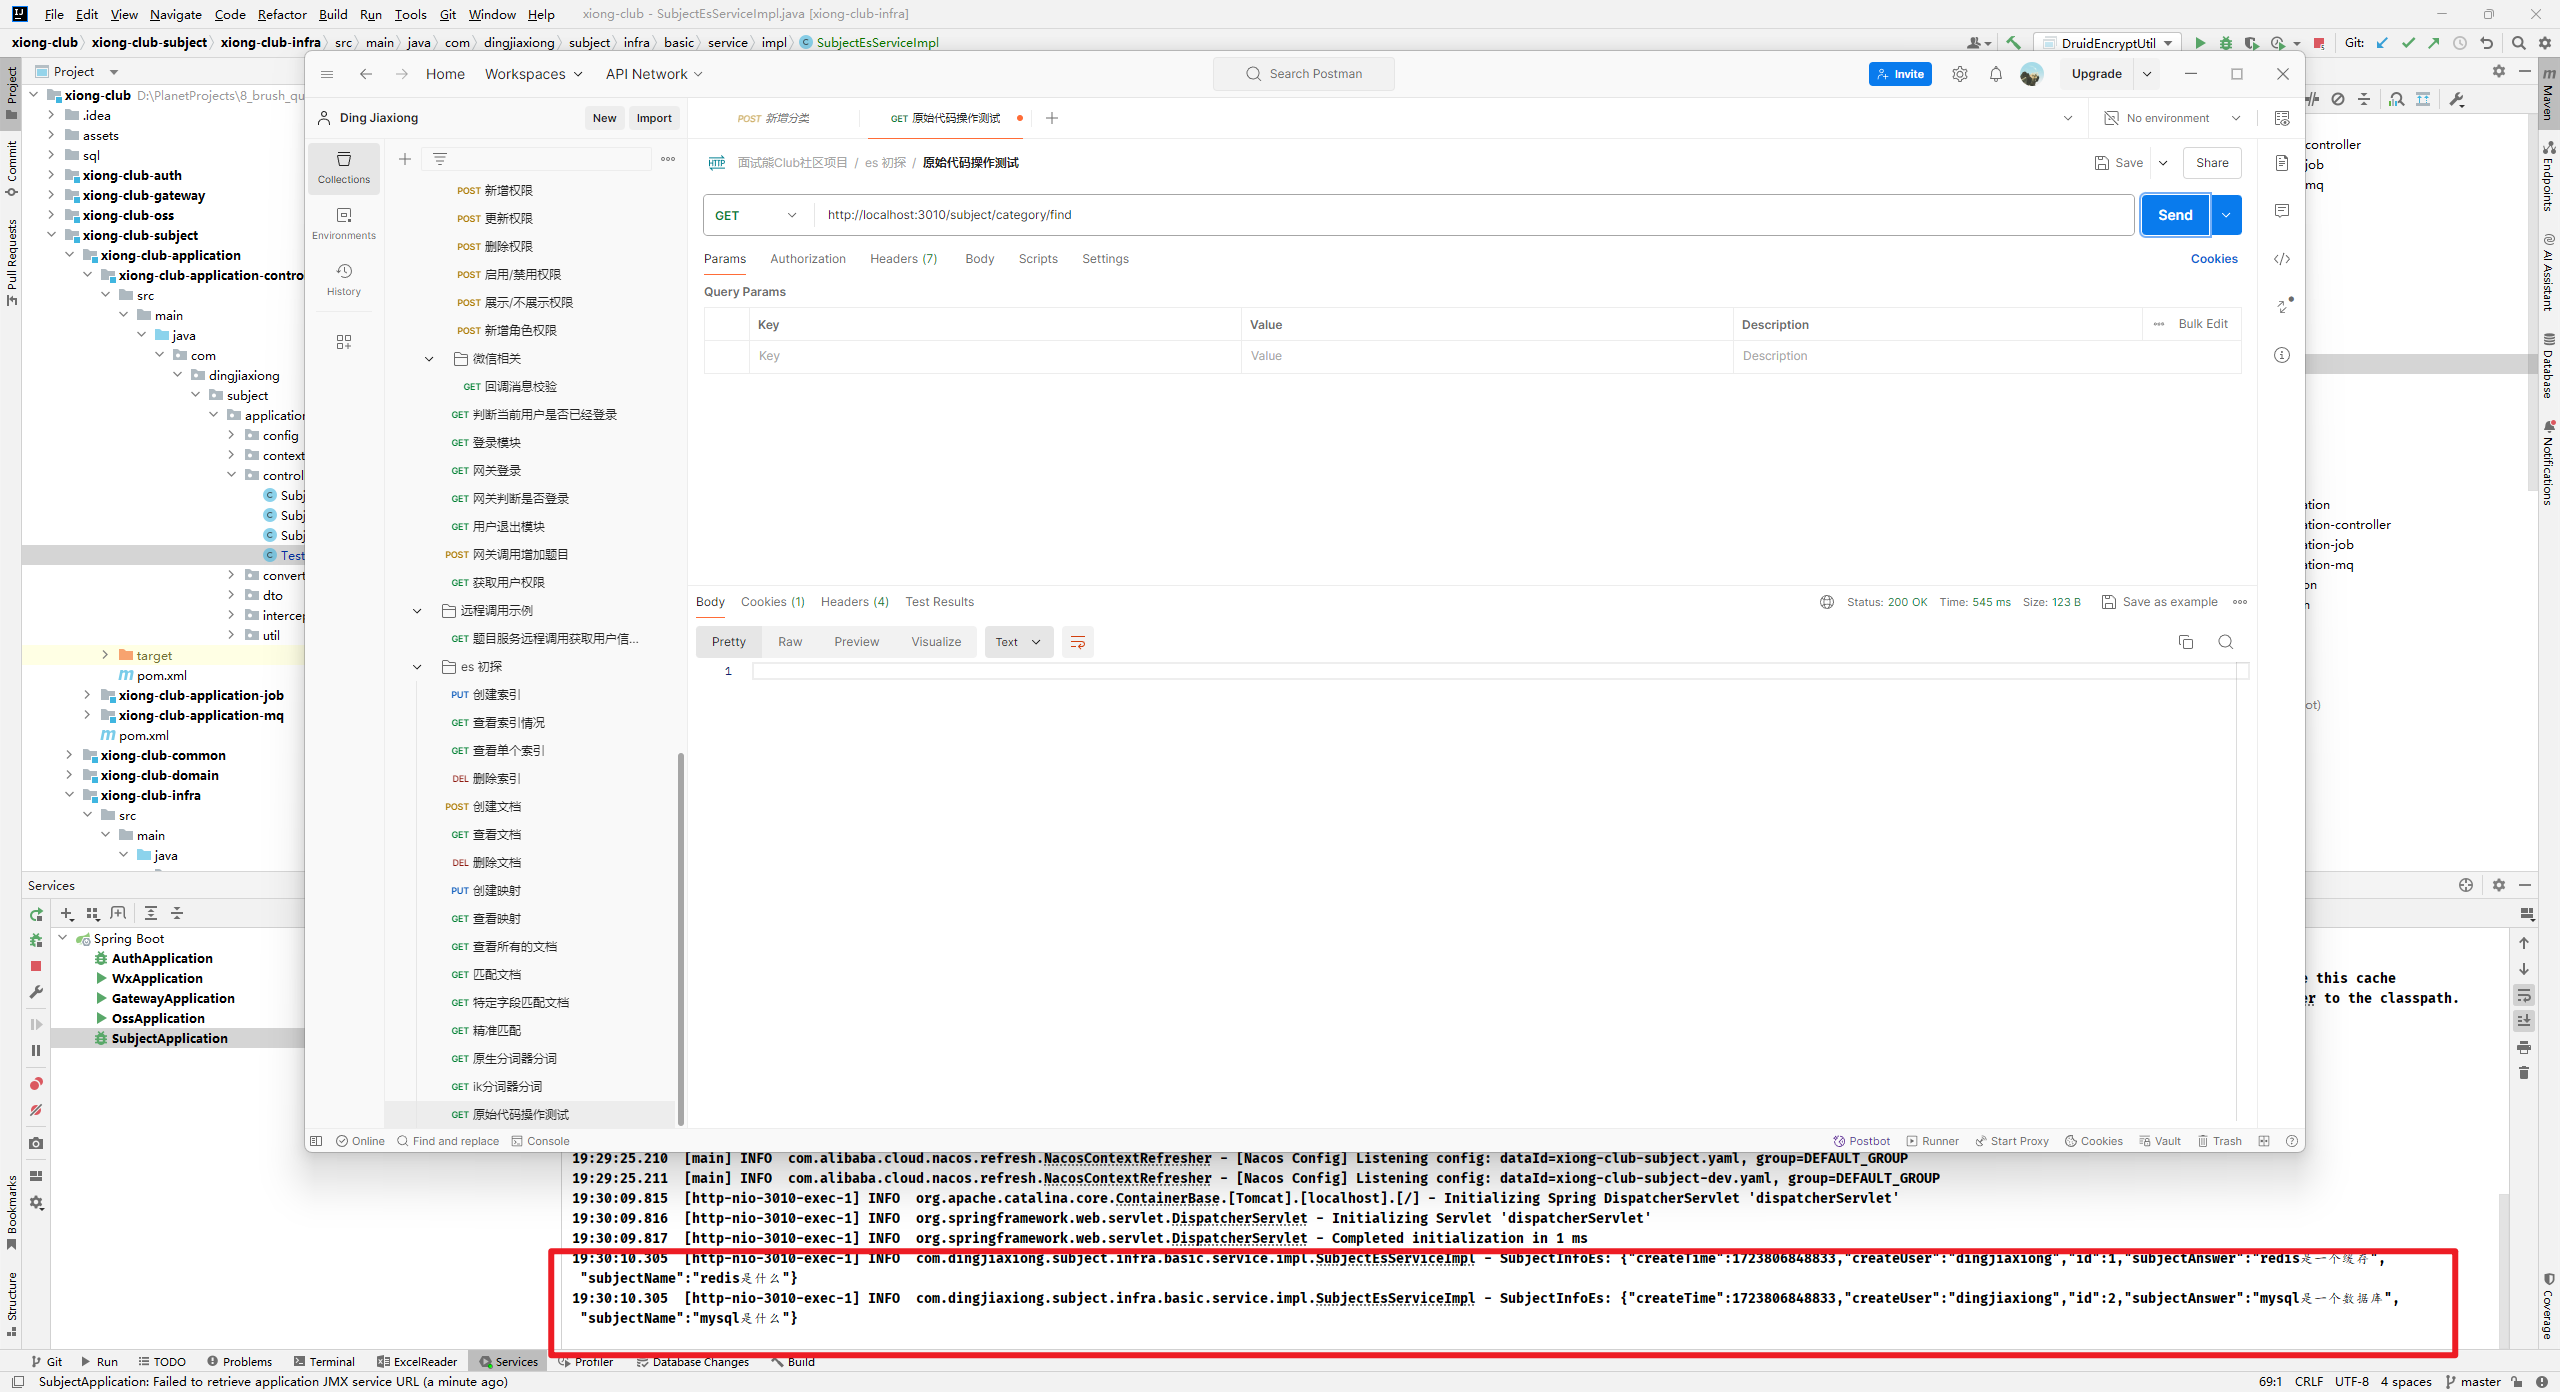 File Edit View Navigate Code Refactor Build Run Tools Git Window Help xiong-club - SubjectEsServiceImpl.java [xiong-club-infra]
xiong-club xiong-club-subject xiong-club-infra src main java com dingjiaxiong subject infra basic service impl SubjectEsServiceImpl DruidEncryptUtil Git:
Project
xiong-club D:\PlanetProjects\8_brush_qu
.idea
assets
sql
xiong-club-auth
xiong-club-gateway
xiong-club-oss
xiong-club-subject
xiong-club-application
xiong-club-application-contro
src
main
java
com
dingjiaxiong
subject
application
config
context
control
Subj
Subj
Subj
Test
convert
dto
intercep
util
target
pom.xml
xiong-club-application-job
xiong-club-application-mq
pom.xml
xiong-club-common
xiong-club-domain
xiong-club-infra
src
main
java
Project
Commit
Pull Requests
Bookmarks
Structure
Home Workspaces API Network Search Postman Invite Upgrade
Ding Jiaxiong New Import
Collections
Environments
History
POST 新增权限
POST 更新权限
POST 删除权限
POST 启用/禁用权限
POST 展示/不展示权限
POST 新增角色权限
微信相关
GET 回调消息校验
GET 判断当前用户是否已经登录
GET 登录模块
GET 网关登录
GET 网关判断是否登录
GET 用户退出模块
POST 网关调用增加题目
GET 获取用户权限
远程调用示例
GET 题目服务远程调用获取用户信...
es 初探
PUT 创建索引
GET 查看索引情况
GET 查看单个索引
DEL 删除索引
POST 创建文档
GET 查看文档
DEL 删除文档
PUT 创建映射
GET 查看映射
GET 查看所有的文档
GET 匹配文档
GET 特定字段匹配文档
GET 精准匹配
GET 原生分词器分词
GET ik分词器分词
GET 原始代码操作测试
POST 新增分类 GET 原始代码操作测试 No environment
HTTP 面试熊Club社区项目 / es 初探 / 原始代码操作测试 Save Share
GET http://localhost:3010/subject/category/find Send
Params Authorization Headers (7) Body Scripts Settings Cookies
Query Params
Key Value Description Bulk Edit
Key Value Description
Body Cookies (1) Headers (4) Test Results Status: 200 OK Time: 545 ms Size: 123 B Save as example
Pretty Raw Preview Visualize Text
1
Online Find and replace Console Postbot Runner Start Proxy Cookies Vault Trash
controller
job
mq
ation
ation-controller
ation-job
ation-mq
on
n
ot)
Maven
Endpoints
AI Assistant
Database
Notifications
Coverage
Services
Spring Boot
AuthApplication
WxApplication
GatewayApplication
OssApplication
SubjectApplication
e this cache
er to the classpath.
19:29:25.210 [main] INFO com.alibaba.cloud.nacos.refresh.NacosContextRefresher - [Nacos Config] Listening config: dataId=xiong-club-subject.yaml, group=DEFAULT_GROUP
19:29:25.211 [main] INFO com.alibaba.cloud.nacos.refresh.NacosContextRefresher - [Nacos Config] Listening config: dataId=xiong-club-subject-dev.yaml, group=DEFAULT_GROUP
19:30:09.815 [http-nio-3010-exec-1] INFO org.apache.catalina.core.ContainerBase.[Tomcat].[localhost].[/] - Initializing Spring DispatcherServlet 'dispatcherServlet'
19:30:09.816 [http-nio-3010-exec-1] INFO org.springframework.web.servlet.DispatcherServlet - Initializing Servlet 'dispatcherServlet'
19:30:09.817 [http-nio-3010-exec-1] INFO org.springframework.web.servlet.DispatcherServlet - Completed initialization in 1 ms
19:30:10.305 [http-nio-3010-exec-1] INFO com.dingjiaxiong.subject.infra.basic.service.impl.SubjectEsServiceImpl - SubjectInfoEs: {"createTime":1723806848833,"createUser":"dingjiaxiong","id":1,"subjectAnswer":"redis是一个缓存",
"subjectName":"redis是什么"}
19:30:10.305 [http-nio-3010-exec-1] INFO com.dingjiaxiong.subject.infra.basic.service.impl.SubjectEsServiceImpl - SubjectInfoEs: {"createTime":1723806848833,"createUser":"dingjiaxiong","id":2,"subjectAnswer":"mysql是一个数据库",
"subjectName":"mysql是什么"}
Git Run TODO Problems Terminal ExcelReader Services Profiler Database Changes Build
SubjectApplication: Failed to retrieve application JMX service URL (a minute ago) 69:1 CRLF UTF-8 4 spaces master